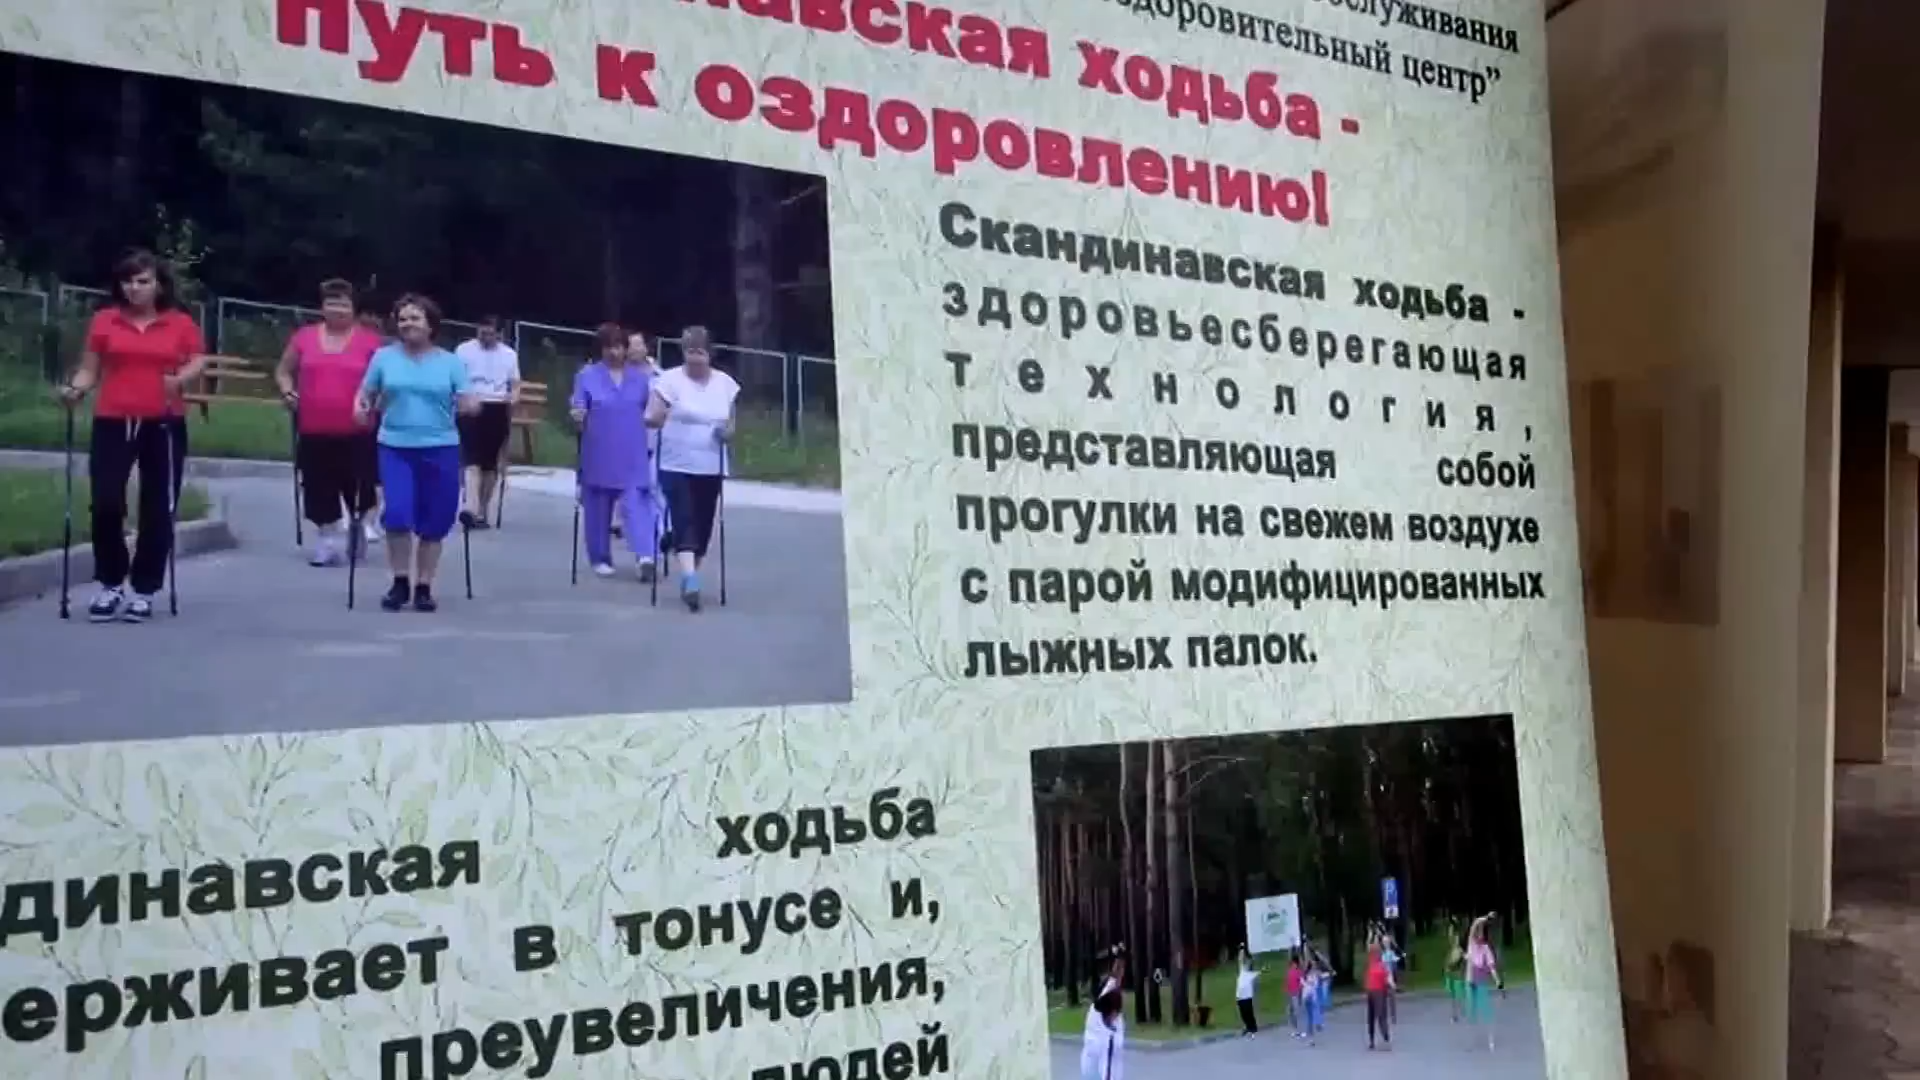 обслуживания
оздоровительный центр”
ходьба -
Путь к оздоровлению!
Скандинавская ходьба -
здоровьесберегающая
технология,
представляющая собой
прогулки на свежем воздухе
с парой модифицированных
лыжных палок.
динавская ходьба
ерживает в тонусе и,
преувеличения,
людей